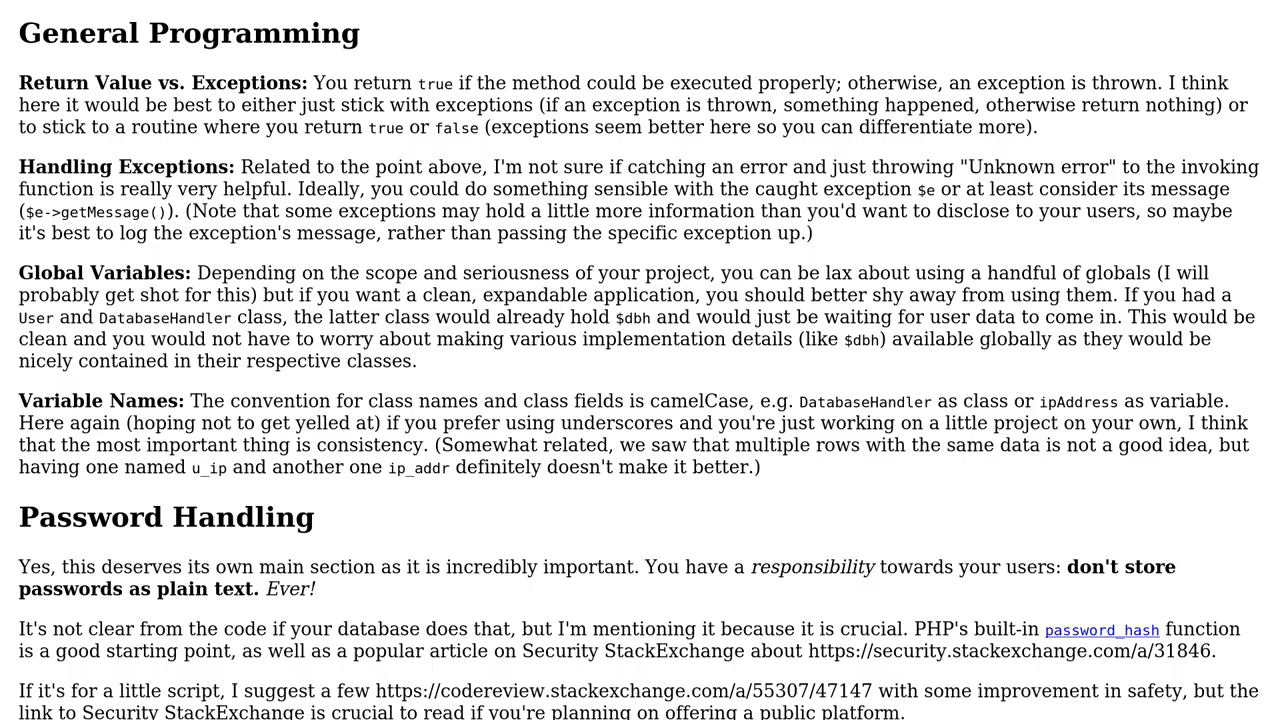 General Programming
Return Value vs. Exceptions: You return true if the method could be executed properly; otherwise, an exception is thrown. I think
here it would be best to either just stick with exceptions (if an exception is thrown, something happened, otherwise return nothing) or
to stick to a routine where you return true or false (exceptions seem better here so you can differentiate more).
Handling Exceptions: Related to the point above, I'm not sure if catching an error and just throwing "Unknown error" to the invoking
function is really very helpful. Ideally, you could do something sensible with the caught exception $e or at least consider its message
($e->getMessage()). (Note that some exceptions may hold a little more information than you'd want to disclose to your users, so maybe
it's best to log the exception's message, rather than passing the specific exception up.)
Global Variables: Depending on the scope and seriousness of your project, you can be lax about using a handful of globals (I will
probably get shot for this) but if you want a clean, expandable application, you should better shy away from using them. If you had a
User and DatabaseHandler class, the latter class would already hold $dbh and would just be waiting for user data to come in. This would be
clean and you would not have to worry about making various implementation details (like $dbh) available globally as they would be
nicely contained in their respective classes.
Variable Names: The convention for class names and class fields is camelCase, e.g. DatabaseHandler as class or ipAddress as variable.
Here again (hoping not to get yelled at) if you prefer using underscores and you're just working on a little project on your own, I think
that the most important thing is consistency. (Somewhat related, we saw that multiple rows with the same data is not a good idea, but
having one named u_ip and another one ip_addr definitely doesn't make it better.)
Password Handling
Yes, this deserves its own main section as it is incredibly important. You have a responsibility towards your users: don't store
passwords as plain text. Ever!
It's not clear from the code if your database does that, but I'm mentioning it because it is crucial. PHP's built-in password_hash function
is a good starting point, as well as a popular article on Security StackExchange about https://security.stackexchange.com/a/31846.
If it's for a little script, I suggest a few https://codereview.stackexchange.com/a/55307/47147 with some improvement in safety, but the
link to Security StackExchange is crucial to read if you're planning on offering a public platform.